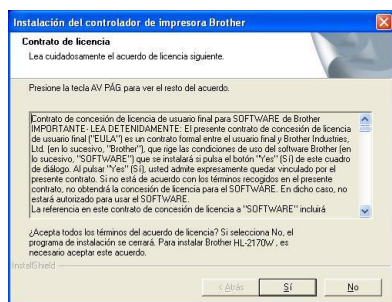 Instalación del controlador de impresora Brother
Contrato de licencia
Lea cuidadosamente el acuerdo de licencia siguiente.
Presione la tecla AV PÁG para ver el resto del acuerdo.
Contrato de concesión de licencia de usuario final para SOFTWARE de Brother
IMPORTANTE - LEA DETENIDAMENTE: El presente contrato de concesión de licencia
de usuario final ("EULA") es un contrato formal entre el usuario final y Brother Industries,
Ltd. (en lo sucesivo, "Brother"), que rige las condiciones de uso del software Brother (en
lo sucesivo, "SOFTWARE") que se instalará si pulsa el botón "Yes" (Sí) de este cuadro
de diálogo. Al pulsar "Yes" (Sí), usted admite expresamente quedar vinculado por el
presente contrato. Si no está de acuerdo con los términos recogidos en el presente
contrato, no obtendrá la concesión de licencia para el SOFTWARE. En dicho caso, no
estará autorizado para usar el SOFTWARE.
La referencia en este contrato de concesión de licencia a "SOFTWARE" incluirá
¿Acepta todos los términos del acuerdo de licencia? Si selecciona No, el
programa de instalación se cerrará. Para instalar Brother HL-2170W, es
necesario aceptar este acuerdo.
InstallShield
< Atrás
Sí
No